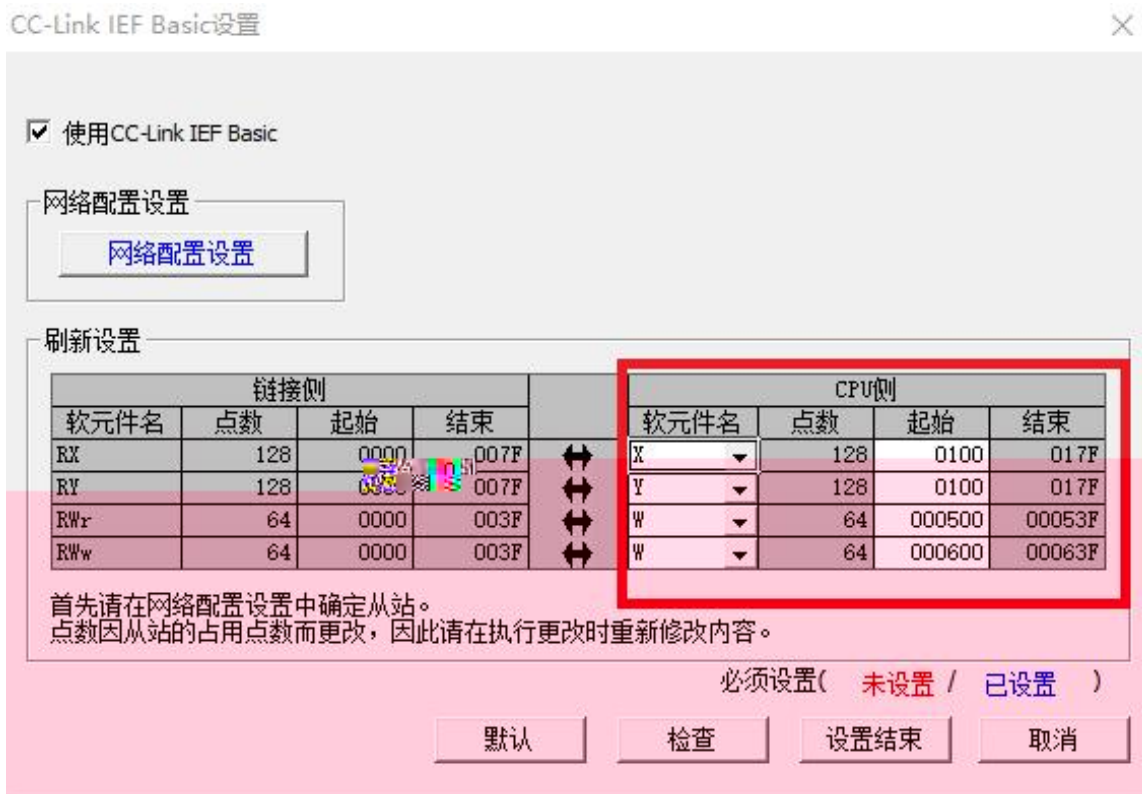 CC-Link IEF Basic设置
使用CC-Link IEF Basic
网络配置设置
网络配置设置
刷新设置
链接侧 CPU侧
软元件名 点数 起始 结束 软元件名 点数 起始 结束
RX 128 0000 007F X 128 0100 017F
RY 128 007F Y 128 0100 017F
RWr 64 0000 003F W 64 000500 00053F
RWw 64 0000 003F W 64 000600 00063F
首先请在网络配置设置中确定从站。
点数因从站的占用点数而更改，因此请在执行更改时重新修改内容。
必须设置( 未设置 / 已设置 )
默认 检查 设置结束 取消